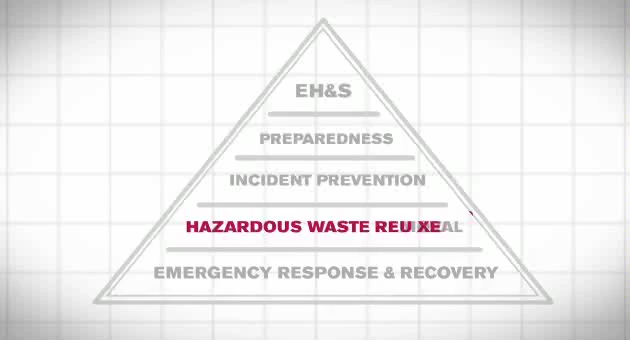 EH&S
PREPAREDNESS
INCIDENT PREVENTION
HAZARDOUS WASTE
EMERGENCY RESPONSE & RECOVERY